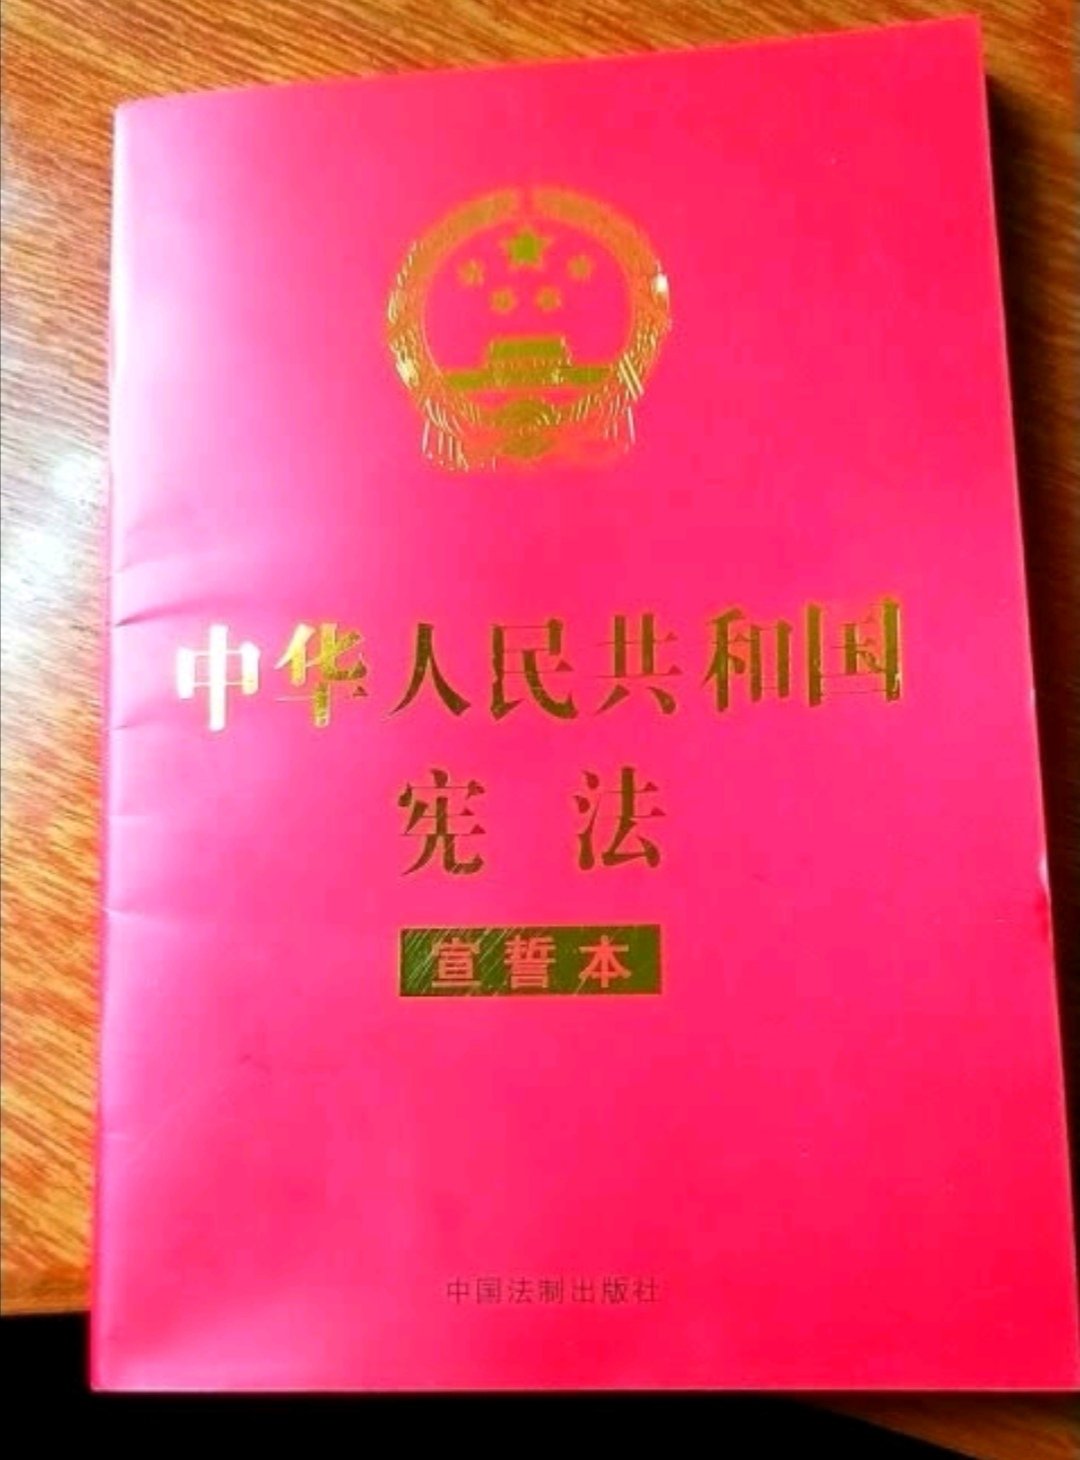 中华人民共和国
宪法
宣誓本
中国法制出版社